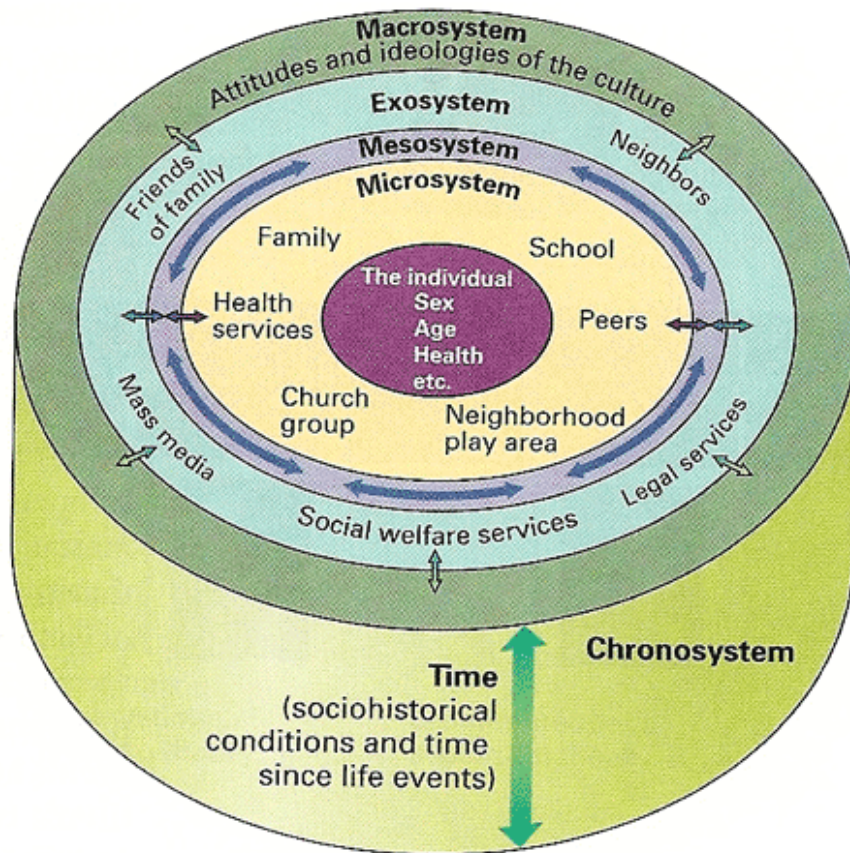 Macrosystem
Attitudes and ideologies of the culture
Exosystem
Mesosystem
Microsystem
Friends
of family
Neighbors
Family
School
The individual
Sex
Age
Health
etc.
Health
services
Peers
Church
group
Neighborhood
play area
Mass media
Legal services
Social welfare services
Chronosystem
Time
(sociohistorical
conditions and time
since life events)